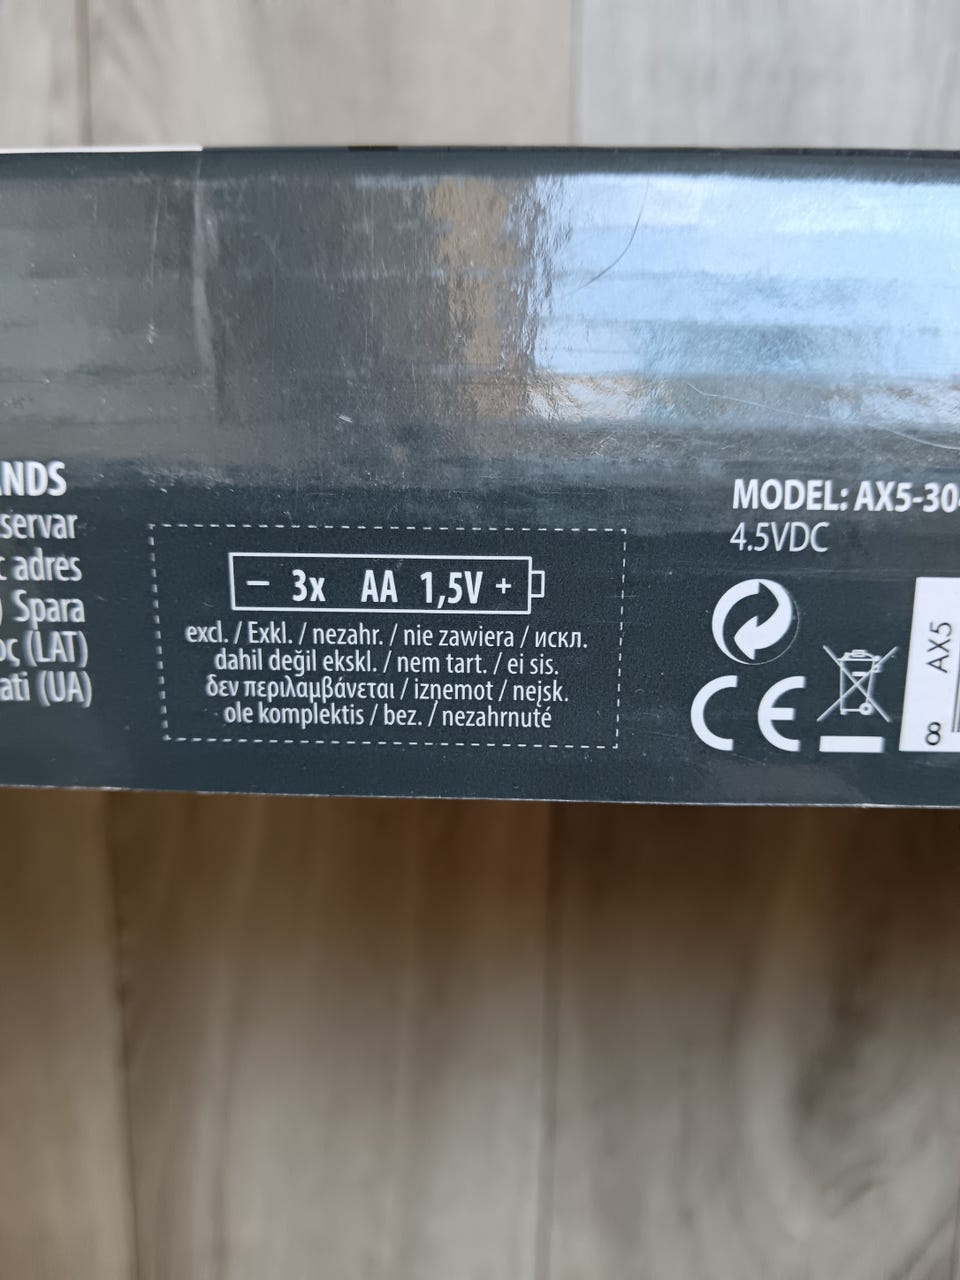 ANDS
servar
adres
Spara
(LAT)
ati (UA)
- 3x AA 1,5V +
excl. / Exkl. / nezahr. / nie zawiera / искл.
dahil değil ekskl. / nem tart. / ei sis.
δεν περιλαμβάνεται / iznemot / nejsk.
ole komplektis / bez. / nezahrnuté
MODEL: AX5-30
4.5VDC
CE
AX5
8